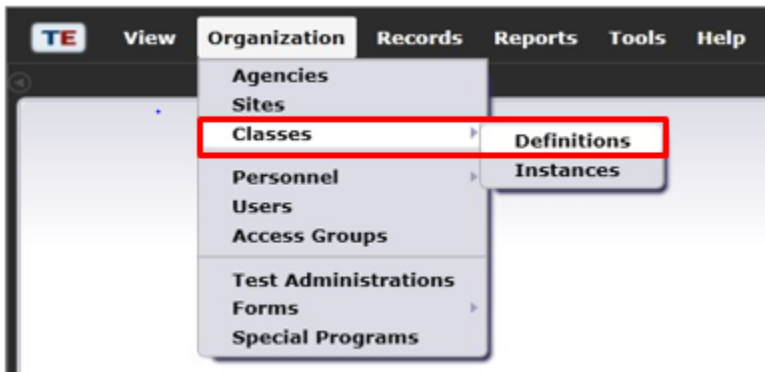 TE View Organization Records Reports Tools Help
Agencies
Sites
Classes
Definitions
Instances
Personnel
Users
Access Groups
Test Administrations
Forms
Special Programs